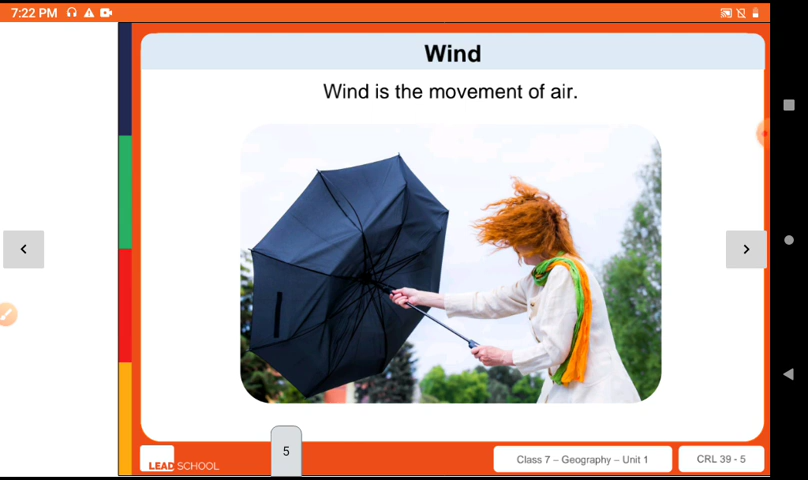 7:22 PM
Wind
Wind is the movement of air.
5
LEAD SCHOOL
Class 7 – Geography – Unit 1
CRL 39 - 5